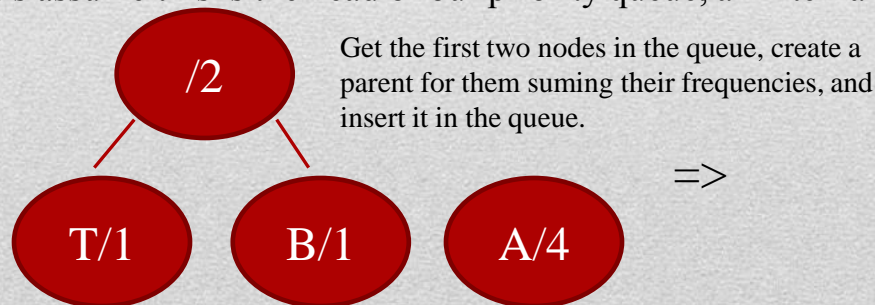 Get the first two nodes in the queue, create a
parent for them suming their frequencies, and
insert it in the queue.
/2
=>
T/1 B/1 A/4